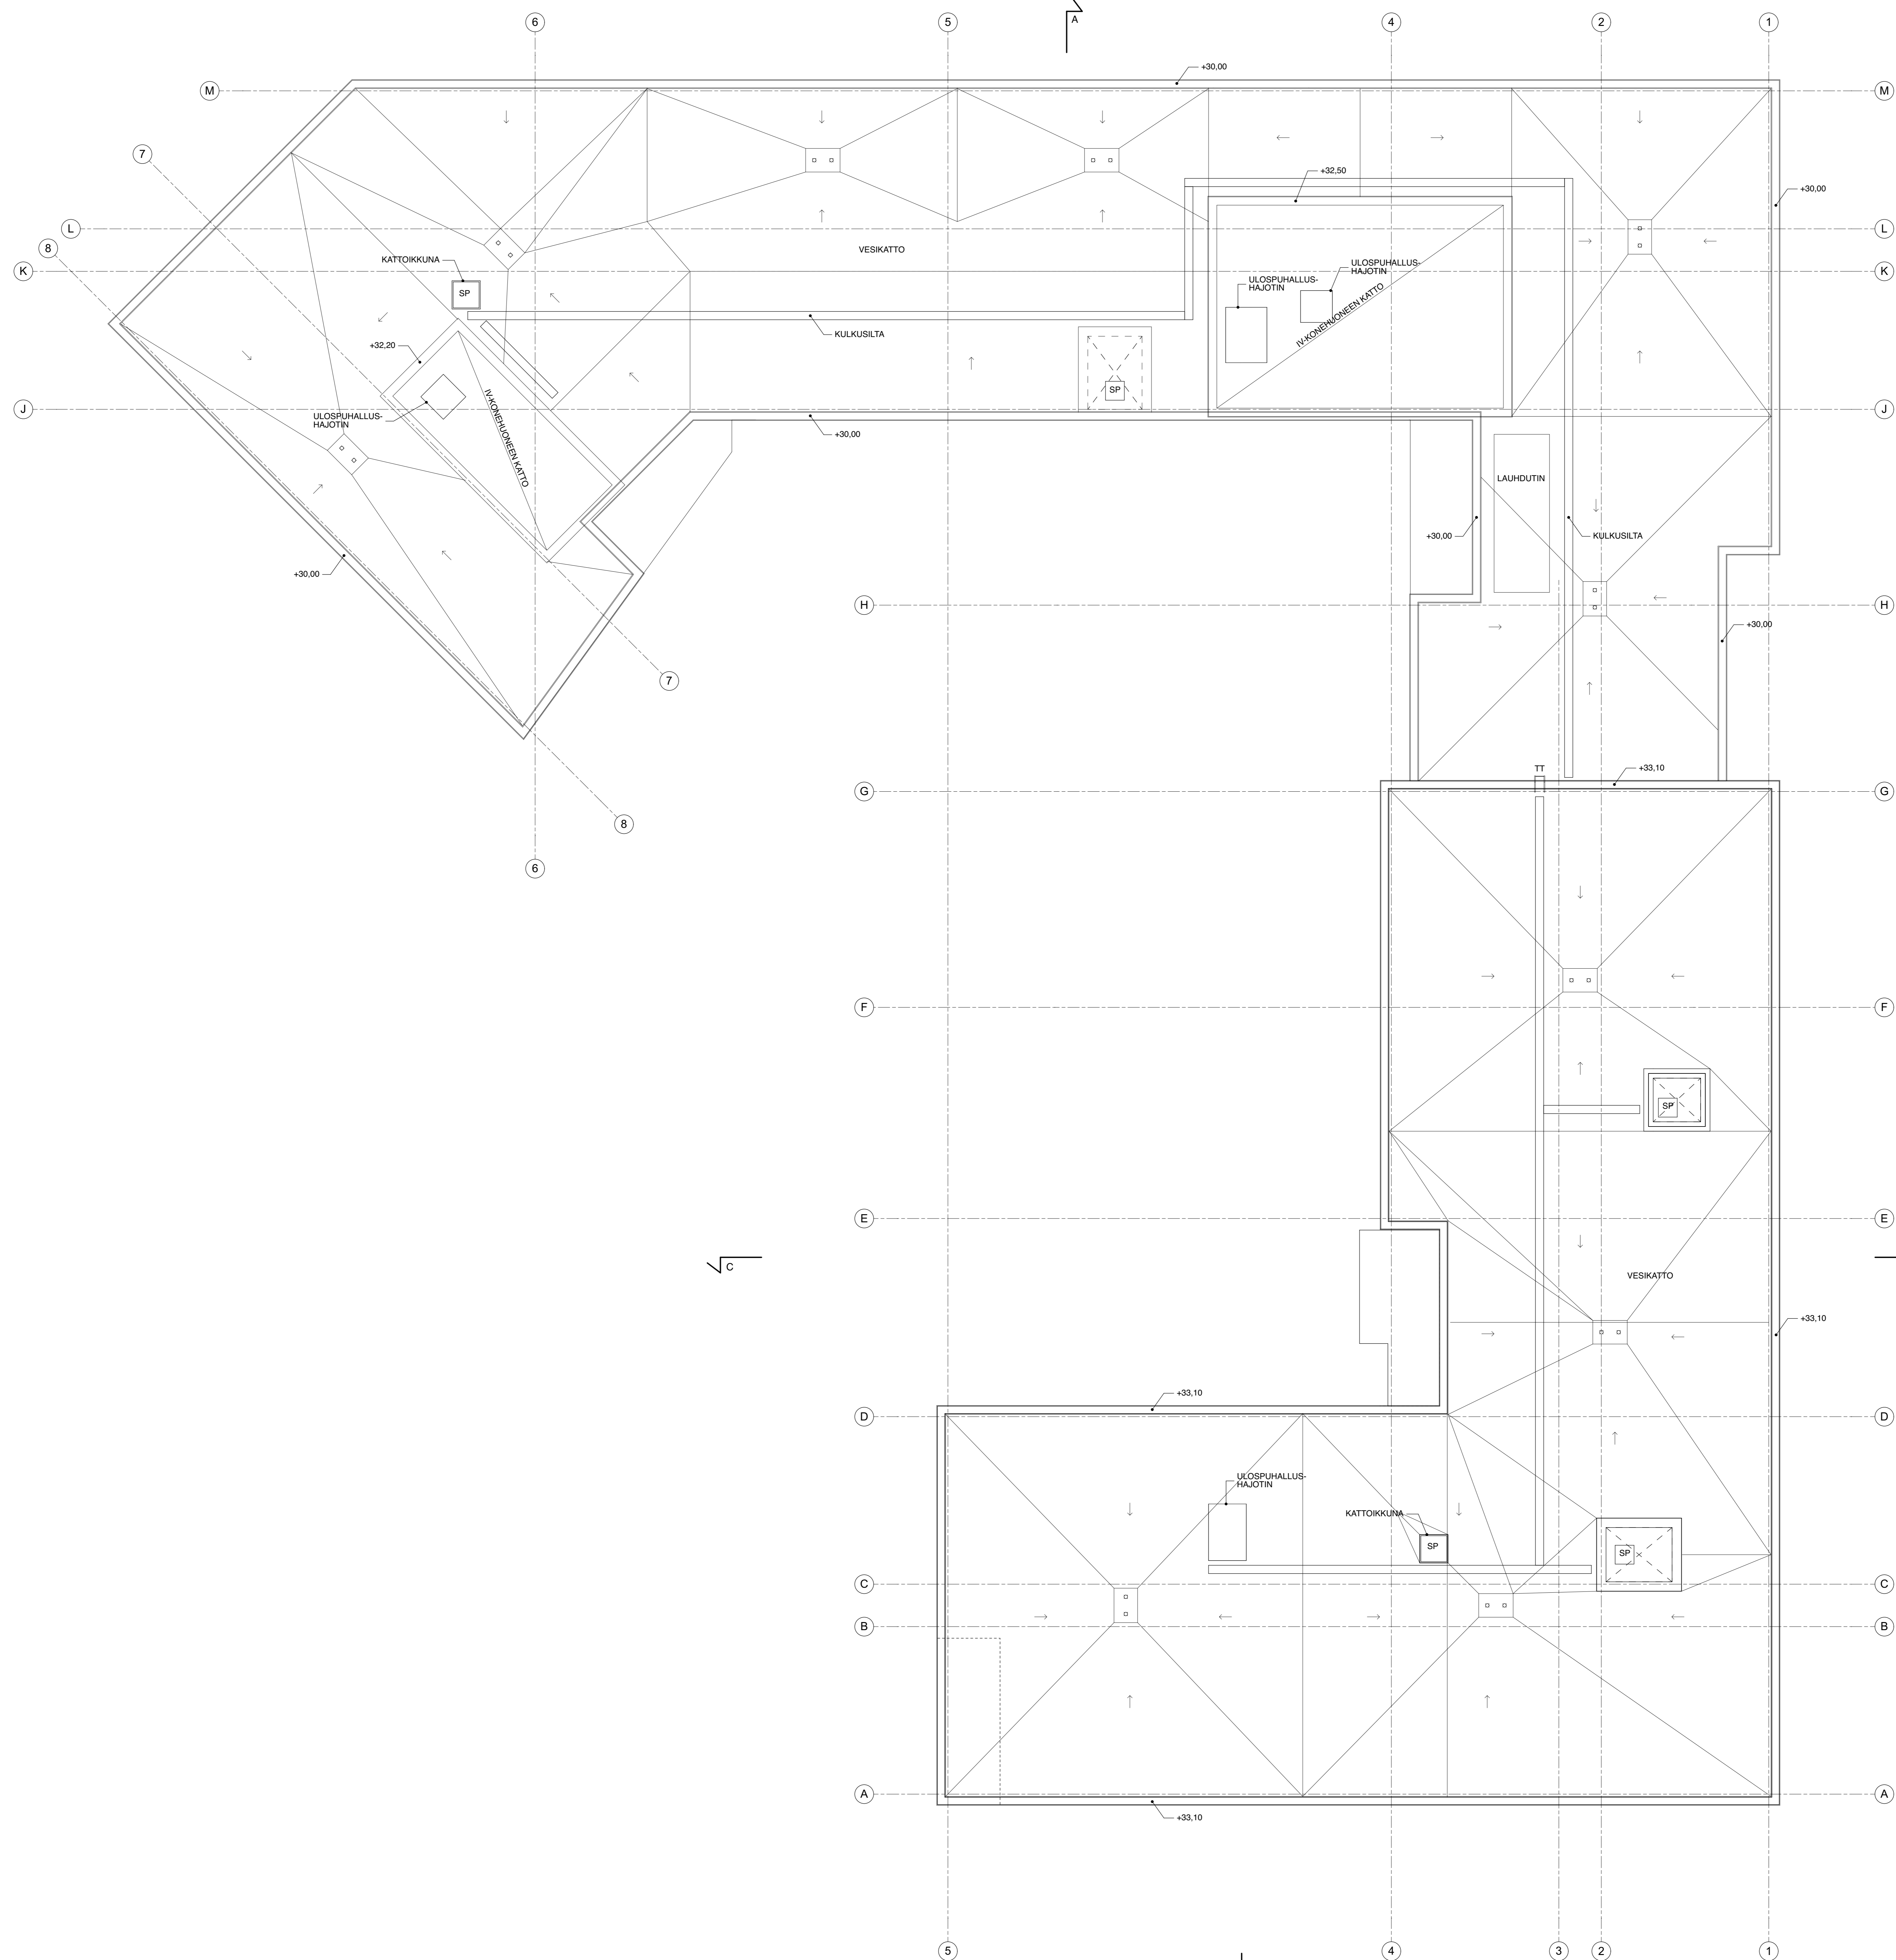 A
6
5
4
2
1
+30,00
M
M
7
+32,50
+30,00
L
L
8
VESIKATTO
KATTOIKKUNA
ULOSPUHALLUS-
HAJOTIN
K
K
ULOSPUHALLUS-
HAJOTIN
SP
IV-KONEHUONEEN KATTO
KULKUSILTA
+32,20
SP
J
J
ULOSPUHALLUS-
HAJOTIN
IV-KONEHUONEEN KATTO
+30,00
LAUHDUTIN
+30,00
KULKUSILTA
+30,00
H
H
+30,00
7
TT
+33,10
G
G
8
6
F
F
SP
E
E
C
VESIKATTO
+33,10
+33,10
D
D
ULOSPUHALLUS-
HAJOTIN
KATTOIKKUNA
SP
SP
C
C
B
B
A
A
+33,10
5
4
3
2
1